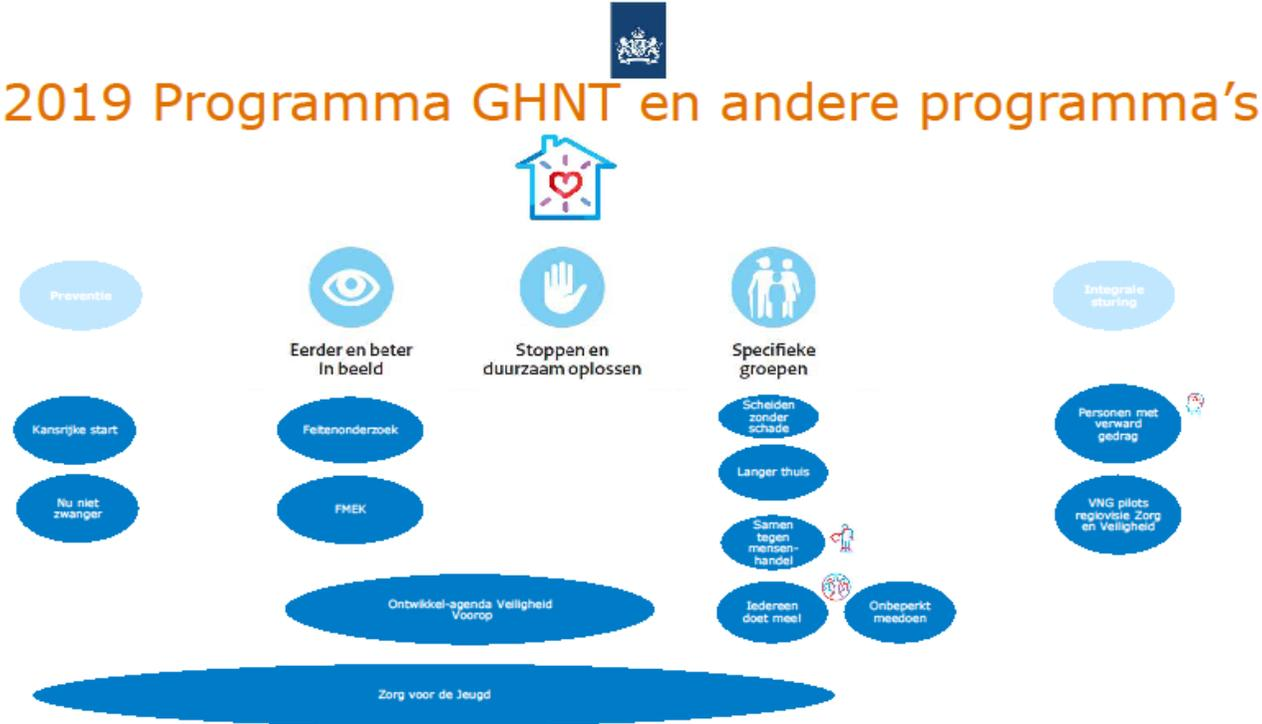 2019 Programma GHNT en andere programma's
Preventie
Eerder en beter
In beeld
Stoppen en
duurzaam oplossen
Specifieke
groepen
Integrale
sturing
Kansrijke start
Nu niet
zwanger
Feitenonderzoek
FMEK
Ontwikkel-agenda Veiligheid
Voorop
Scheiden
zonder
schade
Langer thuis
Samen
tegen
mensen-
handel
Iedereen
doet mee!
Onbeperkt
meedoen
Personen met
verward
gedrag
VNG pilots
regiovisie Zorg
en Veiligheid
Zorg voor de Jeugd